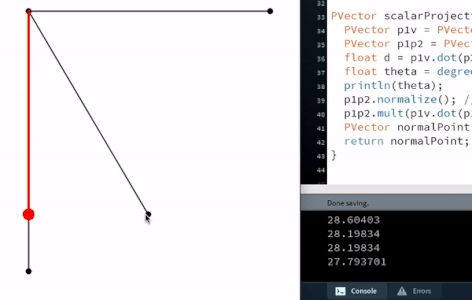 32
33 PVector scalarProject
34 PVector p1v = PVecto
35 PVector p1p2 = PVec
36 float d = p1v.dot(p
37 float theta = degre
38 println(theta);
39 p1p2.normalize(); /
40 p1p2.mult(p1v.dot(p
41 PVector normalPoint
42 return normalPoint;
43 }
44
Done saving.
28.60403
28.19834
28.19834
27.793701
Console Errors